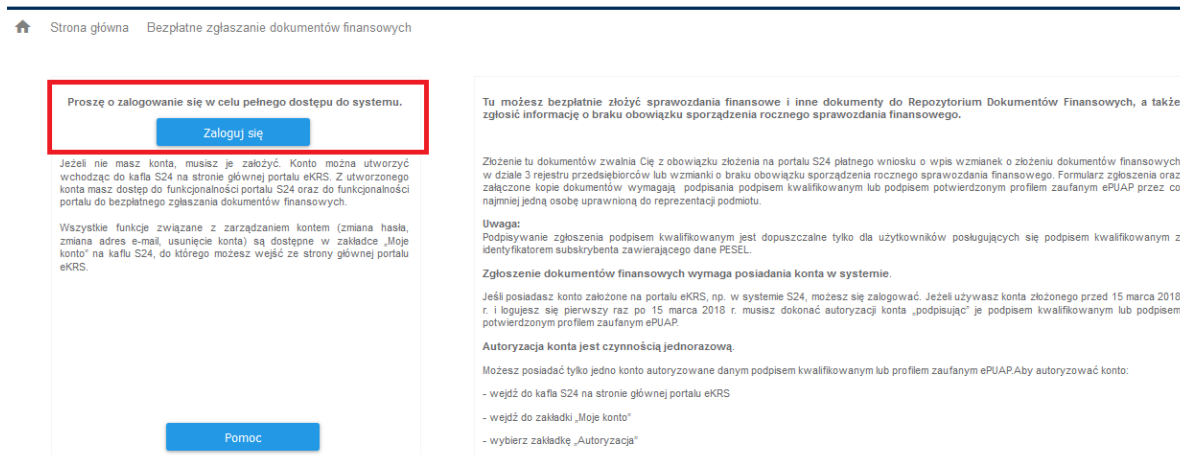 Strona główna Bezpłatne zgłaszanie dokumentów finansowych
Proszę o zalogowanie się w celu pełnego dostępu do systemu.
Zaloguj się
Jeżeli nie masz konta, musisz je założyć. Konto można utworzyć
wchodząc do kafla S24 na stronie głównej portalu eKRS. Z utworzonego
konta masz dostęp do funkcjonalności portalu S24 oraz do funkcjonalności
portalu do bezpłatnego zgłaszania dokumentów finansowych.
Wszystkie funkcje związane z zarządzaniem kontem (zmiana hasła,
zmiana adres e-mail, usunięcie konta) są dostępne w zakładce „Moje
konto” na kaflu S24, do którego możesz wejść ze strony głównej portalu
eKRS.
Pomoc
Tu możesz bezpłatnie złożyć sprawozdania finansowe i inne dokumenty do Repozytorium Dokumentów Finansowych, a także
zgłosić informację o braku obowiązku sporządzenia rocznego sprawozdania finansowego.
Złożenie tu dokumentów zwalnia Cię z obowiązku złożenia na portalu S24 płatnego wniosku o wpis wzmianek o złożeniu dokumentów finansowych
w dziale 3 rejestru przedsiębiorców lub wzmianki o braku obowiązku sporządzenia rocznego sprawozdania finansowego. Formularz zgłoszenia oraz
załączone kopie dokumentów wymagają podpisania podpisem kwalifikowanym lub podpisem potwierdzonym profilem zaufanym ePUAP przez co
najmniej jedną osobę uprawnioną do reprezentacji podmiotu.
Uwaga:
Podpisywanie zgłoszenia podpisem kwalifikowanym jest dopuszczalne tylko dla użytkowników posługujących się podpisem kwalifikowanym z
identyfikatorem subskrybenta zawierającego dane PESEL.
Zgłoszenie dokumentów finansowych wymaga posiadania konta w systemie.
Jeśli posiadasz konto założone na portalu eKRS, np. w systemie S24, możesz się zalogować. Jeżeli używasz konta złożonego przed 15 marca 2018
r. i logujesz się pierwszy raz po 15 marca 2018 r. musisz dokonać autoryzacji konta „podpisując” je podpisem kwalifikowanym lub podpisem
potwierdzonym profilem zaufanym ePUAP.
Autoryzacja konta jest czynnością jednorazową.
Możesz posiadać tylko jedno konto autoryzowane danym podpisem kwalifikowanym lub profilem zaufanym ePUAP.Aby autoryzować konto:
- wejdź do kafla S24 na stronie głównej portalu eKRS
- wejdź do zakładki „Moje konto”
- wybierz zakładkę „Autoryzacja”